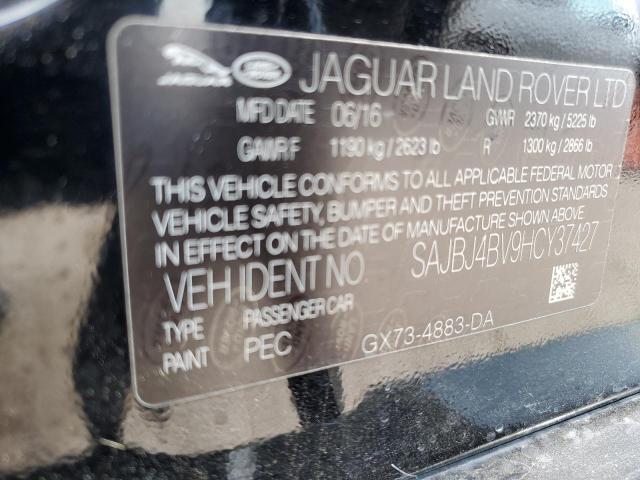 JAGUAR LAND ROVER LTD
MFD DATE 06/16 GVWR 2370 kg / 5225 lb
GAWR.F 1190 kg / 2623 lb R 1300 kg / 2866 lb
THIS VEHICLE CONFORMS TO ALL APPLICABLE FEDERAL MOTOR
VEHICLE SAFETY, BUMPER AND THEFT PREVENTION STANDARDS
IN EFFECT ON THE DATE OF MANUFACTURE SHOWN ABOVE.
VEH IDENT NO SAJBJ4BV9HCY37427
TYPE PASSENGER CAR
PAINT PEC GX73-4883-DA